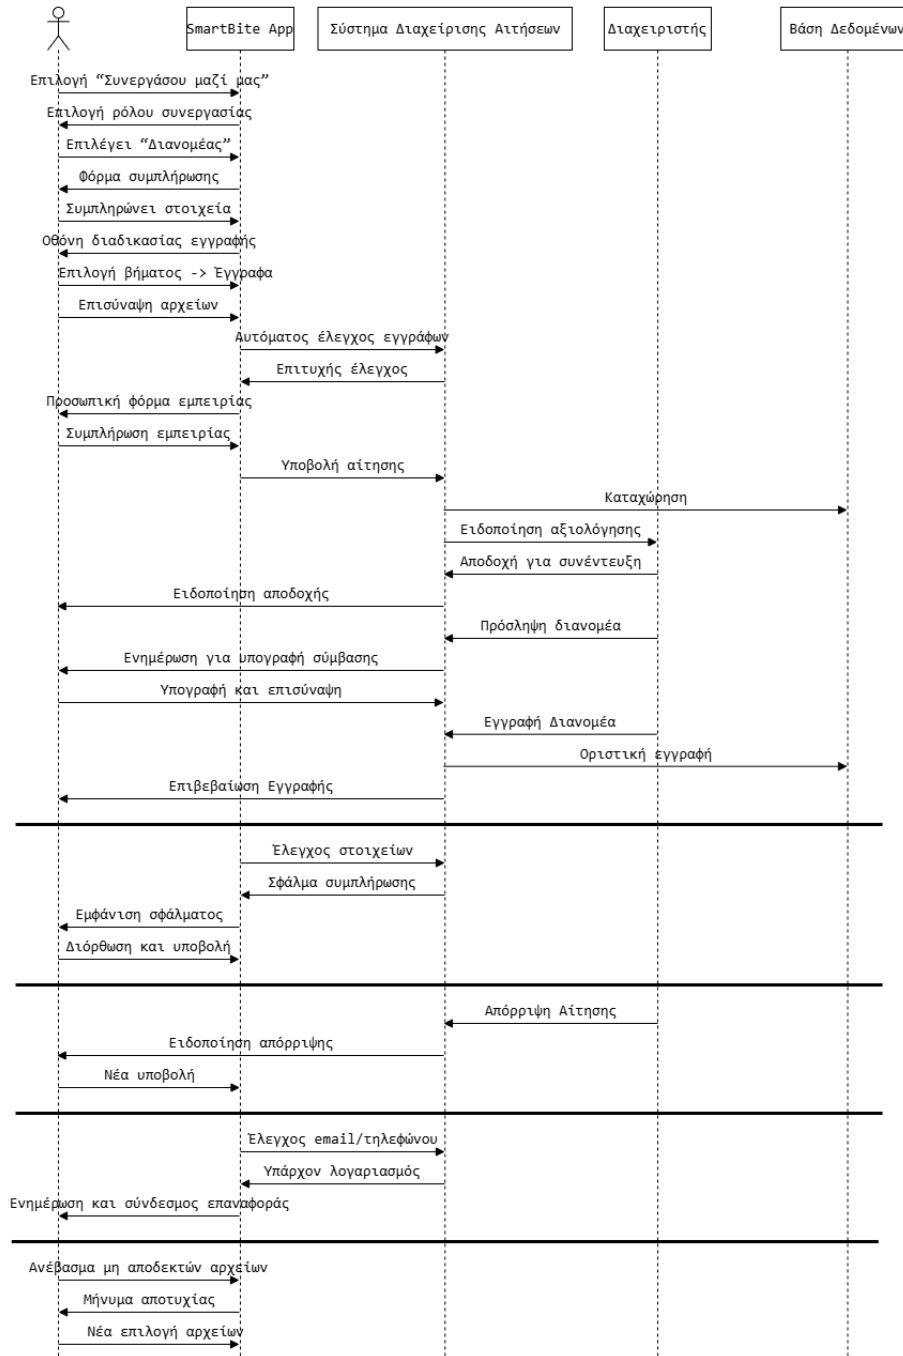 SmartBite App
Σύστημα Διαχείρισης Αιτήσεων
Διαχειριστής
Βάση Δεδομένων
Επιλογή “Συνεργάσου μαζί μας”
Επιλογή ρόλου συνεργασίας
Επιλέγει “Διανομέας”
Φόρμα συμπλήρωσης
Συμπληρώνει στοιχεία
Οθόνη διαδικασίας εγγραφής
Επιλογή βήματος -> Έγγραφα
Επισύναψη αρχείων
Αυτόματος έλεγχος εγγράφων
Επιτυχής έλεγχος
Προσωπική φόρμα εμπειρίας
Συμπλήρωση εμπειρίας
Υποβολή αίτησης
Καταχώρηση
Ειδοποίηση αξιολόγησης
Αποδοχή για συνέντευξη
Ειδοποίηση αποδοχής
Πρόσληψη διανομέα
Ενημέρωση για υπογραφή σύμβασης
Υπογραφή και επισύναψη
Εγγραφή Διανομέα
Οριστική εγγραφή
Επιβεβαίωση Εγγραφής
Έλεγχος στοιχείων
Σφάλμα συμπλήρωσης
Εμφάνιση σφάλματος
Διόρθωση και υποβολή
Απόρριψη Αίτησης
Ειδοποίηση απόρριψης
Νέα υποβολή
Έλεγχος email/τηλεφώνου
Υπάρχον λογαριασμός
Ενημέρωση και σύνδεσμος επαναφοράς
Ανέβασμα μη αποδεκτών αρχείων
Μήνυμα αποτυχίας
Νέα επιλογή αρχείων